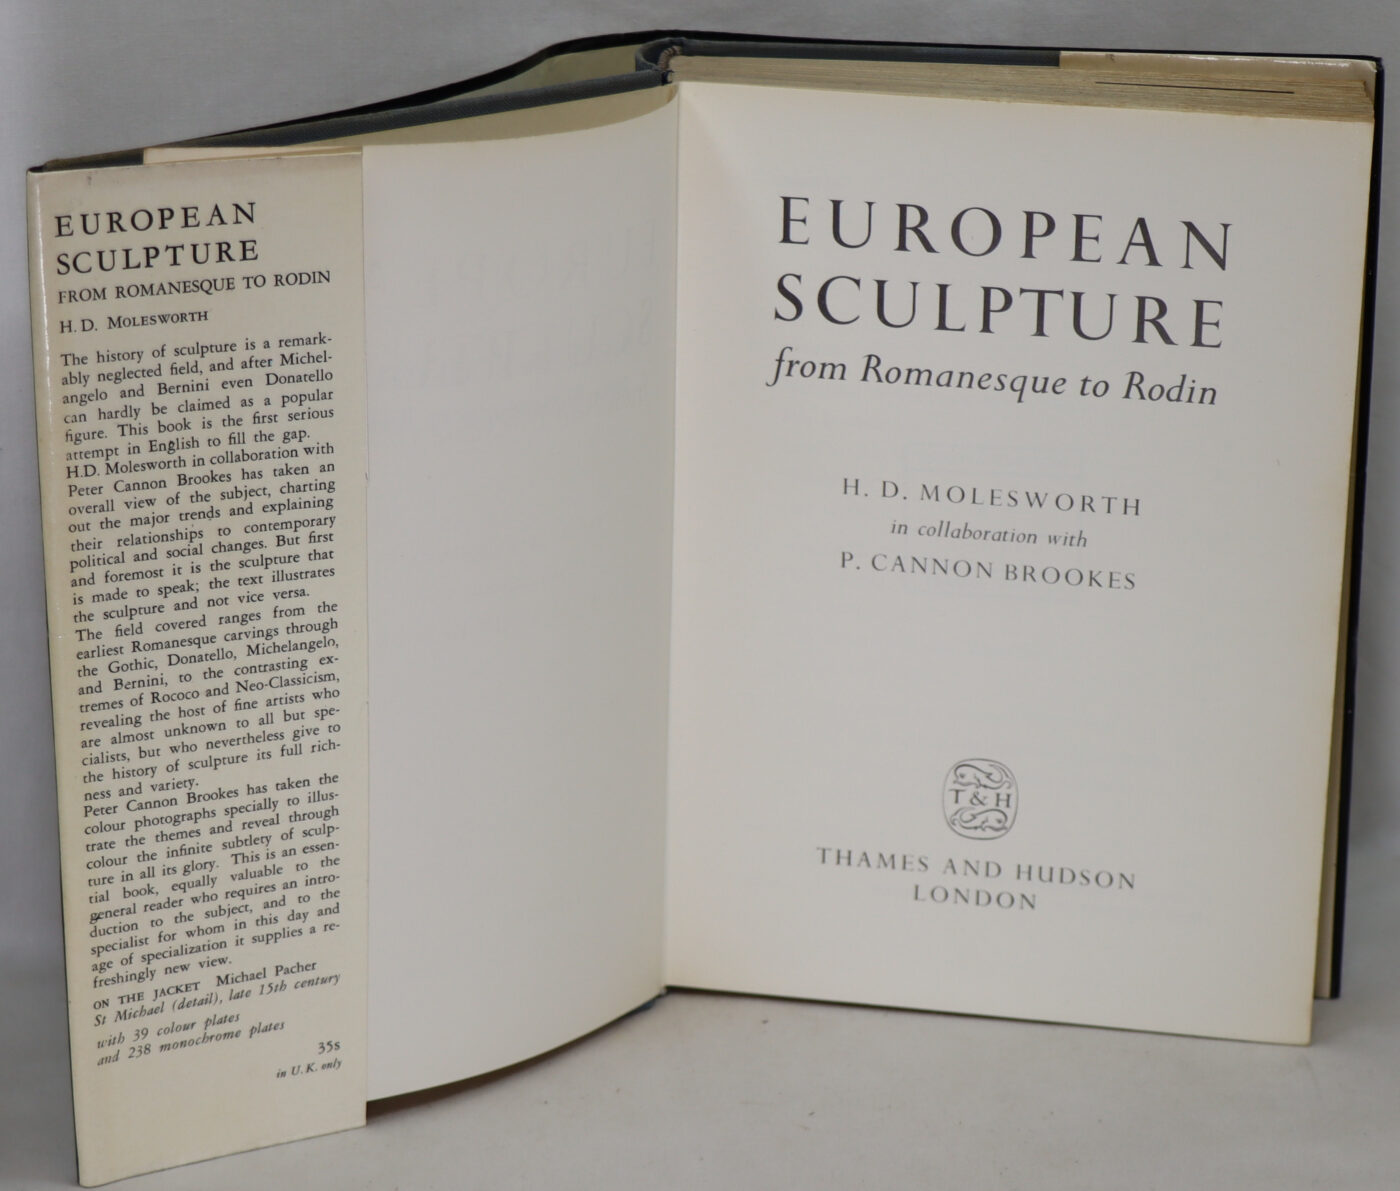 EUROPEAN
SCULPTURE
FROM ROMANESQUE TO RODIN
H. D. MOLESWORTH
The history of sculpture is a remark-
ably neglected field, and after Michel-
angelo and Bernini even Donatello
can hardly be claimed as a popular
figure. This book is the first serious
attempt in English to fill the gap.
H.D. Molesworth in collaboration with
Peter Cannon Brookes has taken an
overall view of the subject, charting
out the major trends and explaining
their relationships to contemporary
political and social changes. But first
and foremost it is the sculpture that
is made to speak; the text illustrates
the sculpture and not vice versa.
The field covered ranges from the
earliest Romanesque carvings through
the Gothic, Donatello, Michelangelo,
and Bernini, to the contrasting ex-
tremes of Rococo and Neo-Classicism,
revealing the host of fine artists who
are almost unknown to all but spe-
cialists, but who nevertheless give to
the history of sculpture its full rich-
ness and variety.
Peter Cannon Brookes has taken the
colour photographs specially to illus-
trate the themes and reveal through
colour the infinite subtlety of sculp-
ture in all its glory. This is an essen-
tial book, equally valuable to the
general reader who requires an intro-
duction to the subject, and to the
specialist for whom in this day and
age of specialization it supplies a re-
freshingly new view.
ON THE JACKET Michael Pacher
St Michael (detail), late 15th century
with 39 colour plates
and 238 monochrome plates
35s
in U.K. only
EUROPEAN
SCULPTURE
from Romanesque to Rodin
H. D. MOLESWORTH
in collaboration with
P. CANNON BROOKES
T & H
THAMES AND HUDSON
LONDON